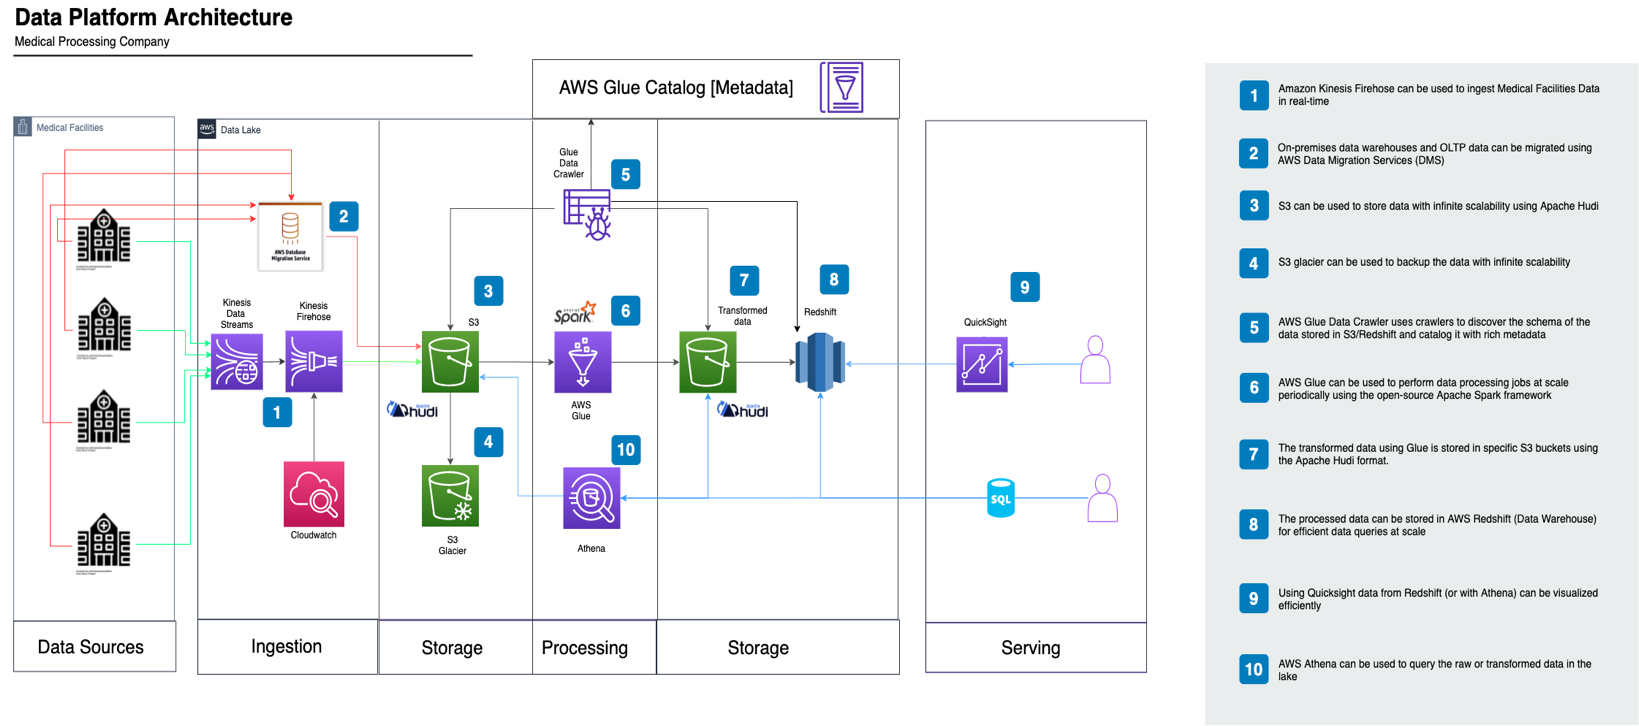 Data Platform Architecture
Medical Processing Company
AWS Glue Catalog [Metadata]
Medical Facilities
aws
Data Lake
Glue
Data
Crawler
5
2
AWS Database
Migration Service
Kinesis
Data
Streams
Kinesis
Firehose
1
Cloudwatch
3
S3
APACHE
Spark
6
7
Transformed
data
8
Redshift
9
QuickSight
Apache
hudi
AWS
Glue
Apache
hudi
4
S3
Glacier
10
Athena
SQL
Data Sources
Ingestion
Storage
Processing
Storage
Serving
1
Amazon Kinesis Firehose can be used to ingest Medical Facilities Data
in real-time
2
On-premises data warehouses and OLTP data can be migrated using
AWS Data Migration Services (DMS)
3
S3 can be used to store data with infinite scalability using Apache Hudi
4
S3 glacier can be used to backup the data with infinite scalability
5
AWS Glue Data Crawler uses crawlers to discover the schema of the
data stored in S3/Redshift and catalog it with rich metadata
6
AWS Glue can be used to perform data processing jobs at scale
periodically using the open-source Apache Spark framework
7
The transformed data using Glue is stored in specific S3 buckets using
the Apache Hudi format.
8
The processed data can be stored in AWS Redshift (Data Warehouse)
for efficient data queries at scale
9
Using Quicksight data from Redshift (or with Athena) can be visualized
efficiently
10
AWS Athena can be used to query the raw or transformed data in the
lake